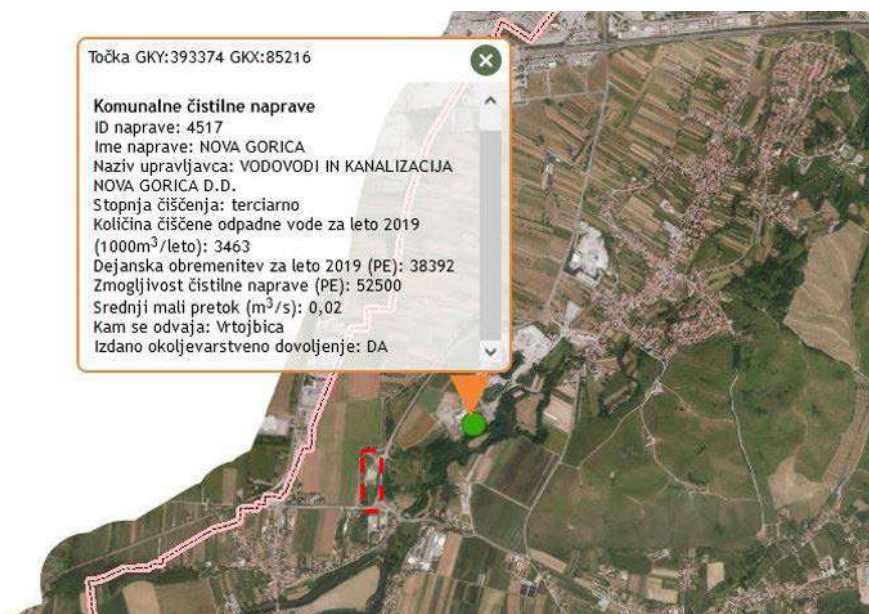 Točka GKY:393374 GKX:85216
Komunalne čistilne naprave
ID naprave: 4517
Ime naprave: NOVA GORICA
Naziv upravljavca: VODOVODI IN KANALIZACIJA
NOVA GORICA D.D.
Stopnja čiščenja: terciarno
Količina čiščene odpadne vode za leto 2019
(1000m³/leto): 3463
Dejanska obremenitev za leto 2019 (PE): 38392
Zmogljivost čistilne naprave (PE): 52500
Srednji mali pretok (m³/s): 0,02
Kam se odvaja: Vrtojbica
Izdano okoljevarstveno dovoljenje: DA